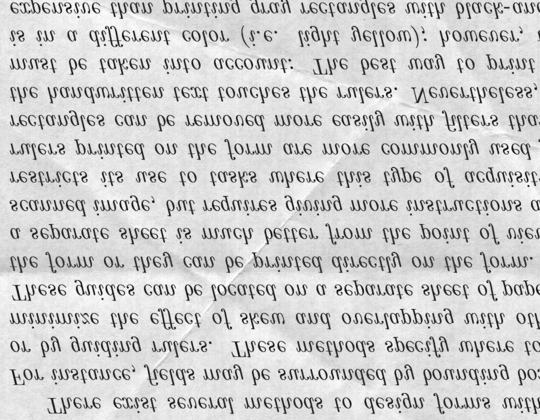 There exist several methods to design forms with
For instance, fields may be surrounded by bounding bo
or by guiding rulers. These methods specify where to
minimize the effect of skew and overlapping with oth
These guides can be located on a separate sheet of pape
the form or they can be printed directly on the form.
a separate sheet is much better from the point of view
scanned image, but requires giving more instructions a
restricts its use to tasks where this type of acquisit
rulers printed on the form are more commonly used
rectangles can be removed more easily with filters tha
the handwritten text touches the rulers. Nevertheless,
must be taken into account: The best way to print
is in a different color (i.e. light yellow); however,
expensive than printing gray rectangles with black-and